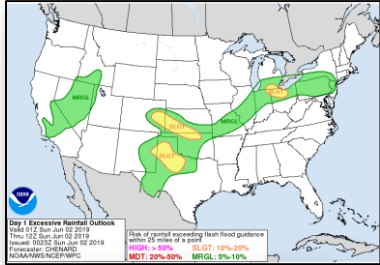 MRGL
SLGT
MRGL
SLGT
SLGT
NOAA
Day 1 Excessive Rainfall Outlook
Valid 01Z Sun Jun 02 2019
Thru 12Z Sun Jun 02 2019
Issued: 0023Z Sun Jun 02 2019
Forecaster: CHENARD
NOAA/NWS/NCEP/WPC
Risk of rainfall exceeding flash flood guidance
within 25 miles of a point
HIGH: > 50% SLGT: 10%-20%
MDT: 20%-50% MRGL: 5%-10%